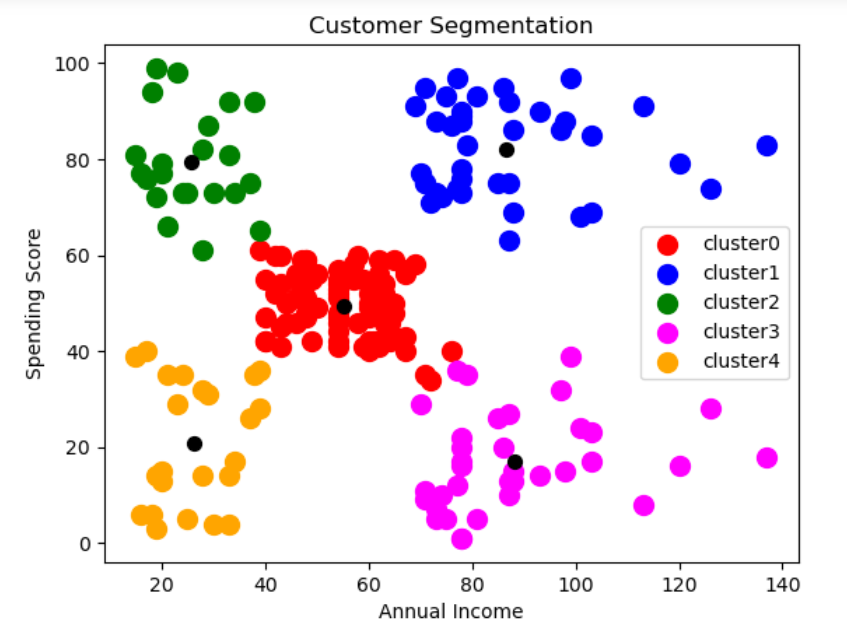 Customer Segmentation
100
80
60
40
20
0
Spending Score
cluster0
cluster1
cluster2
cluster3
cluster4
20 40 60 80 100 120 140
Annual Income